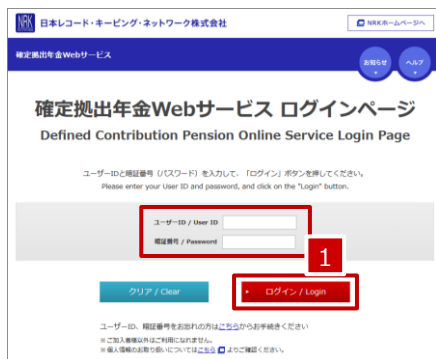 NRK 日本レコード・キーピング・ネットワーク株式会社
NRKホームページへ
確定拠出年金Webサービス
お知らせ
ヘルプ
確定拠出年金Webサービス ログインページ
Defined Contribution Pension Online Service Login Page
ユーザーIDと暗証番号（パスワード）を入力して、「ログイン」ボタンを押してください。
Please enter your User ID and password, and click on the "Login" button.
ユーザーID / User ID
暗証番号 / Password
1
クリア / Clear
ログイン / Login
ユーザーID、暗証番号をお忘れの方はこちらからお手続きください
※ご加入者様以外はご利用になれません。
※個人情報のお取り扱いについてはこちら よりご確認ください。